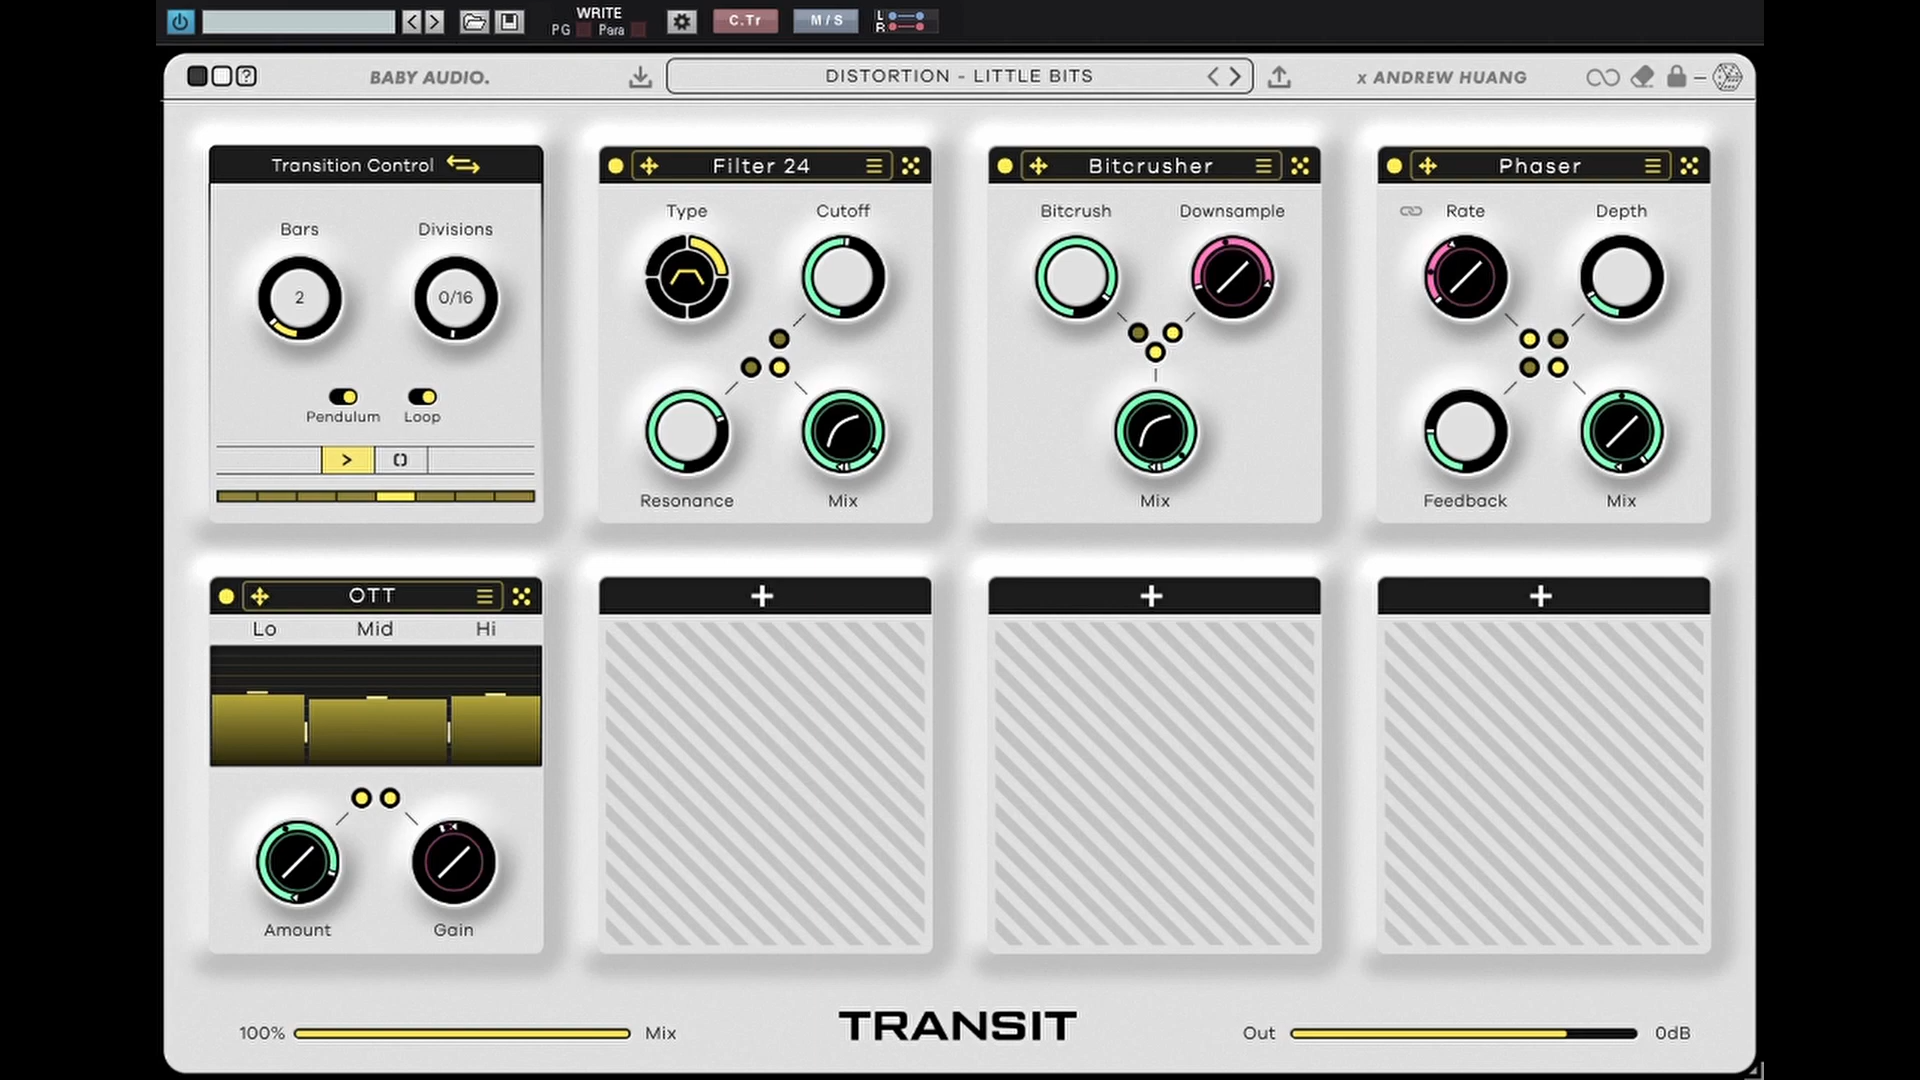 WRITE
PG Para
C.Tr
M/S
L
R
?
BABY AUDIO.
DISTORTION - LITTLE BITS
x ANDREW HUANG
Transition Control
Filter 24
Bitcrusher
Phaser
Bars
Divisions
2
0/16
Pendulum
Loop
Type
Cutoff
Resonance
Mix
Bitcrush
Downsample
Mix
Rate
Depth
Feedback
Mix
OTT
Lo Mid Hi
Amount
Gain
100%
Mix
TRANSIT
Out
0dB